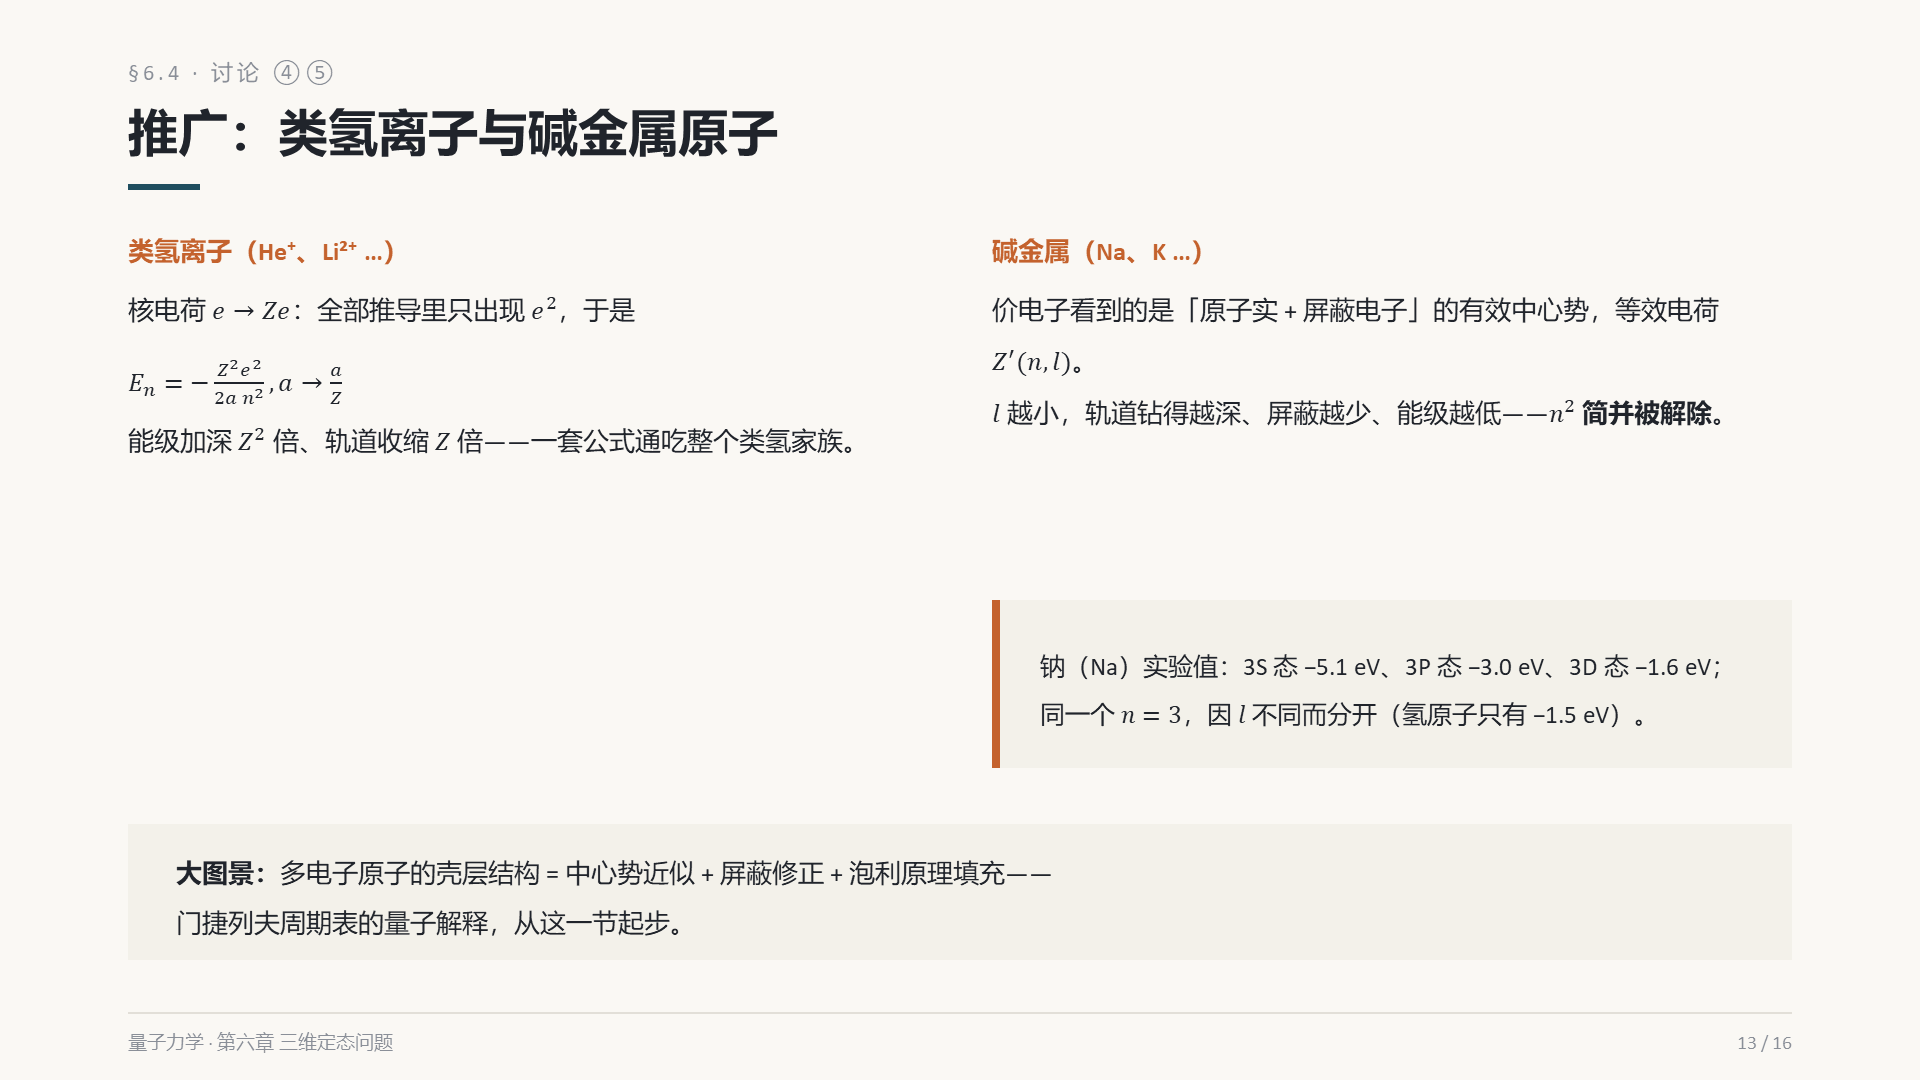 §6.4 · 讨论 ④⑤
推广：类氢离子与碱金属原子
类氢离子（He⁺、Li²⁺ …）
核电荷 e → Ze：全部推导里只出现 e²，于是
Eₙ = −Z²e²/2a n² , a → a/Z
能级加深 Z² 倍、轨道收缩 Z 倍——一套公式通吃整个类氢家族。
碱金属（Na、K …）
价电子看到的是「原子实 + 屏蔽电子」的有效中心势，等效电荷
Z′(n, l)。
l 越小，轨道钻得越深、屏蔽越少、能级越低——n² 简并被解除。
钠（Na）实验值：3S 态 −5.1 eV、3P 态 −3.0 eV、3D 态 −1.6 eV；
同一个 n = 3，因 l 不同而分开（氢原子只有 −1.5 eV）。
大图景：多电子原子的壳层结构 = 中心势近似 + 屏蔽修正 + 泡利原理填充——
门捷列夫周期表的量子解释，从这一节起步。
量子力学 · 第六章 三维定态问题
13 / 16